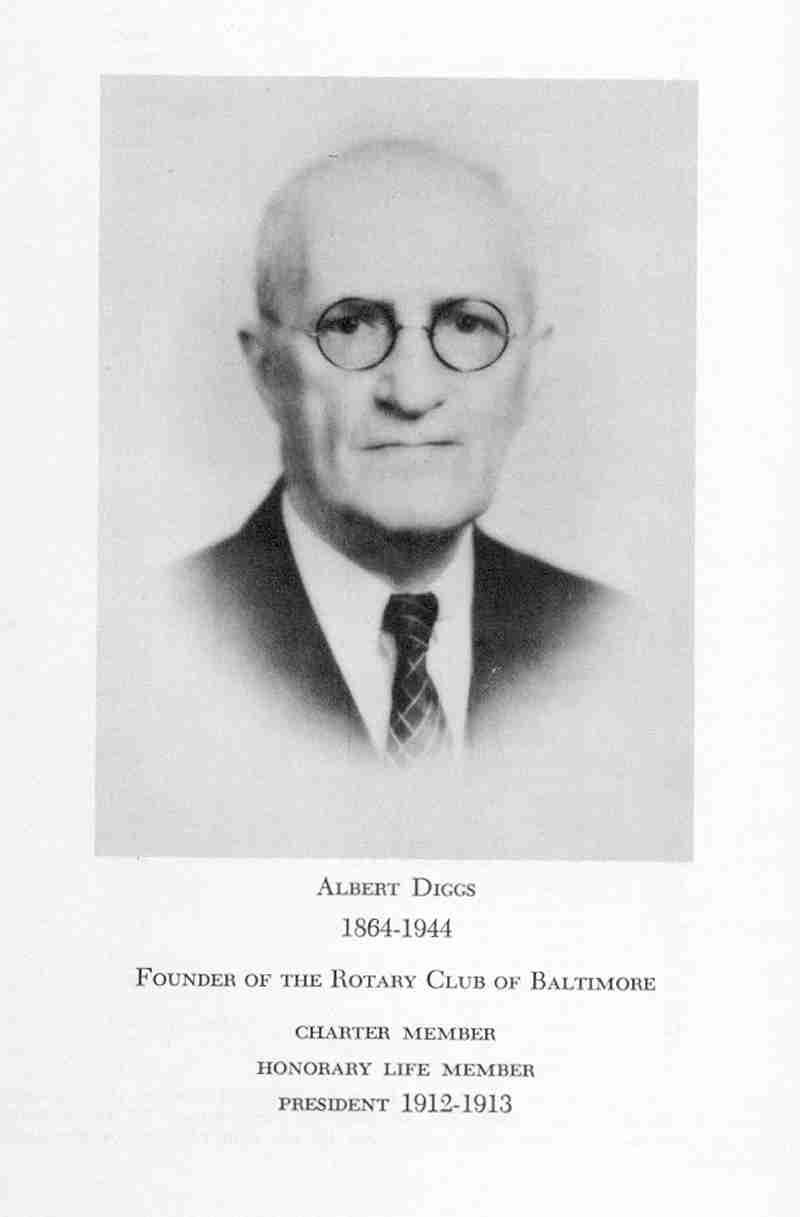 Albert Diggs
1864-1944
Founder of the Rotary Club of Baltimore
charter member
honorary life member
president 1912-1913